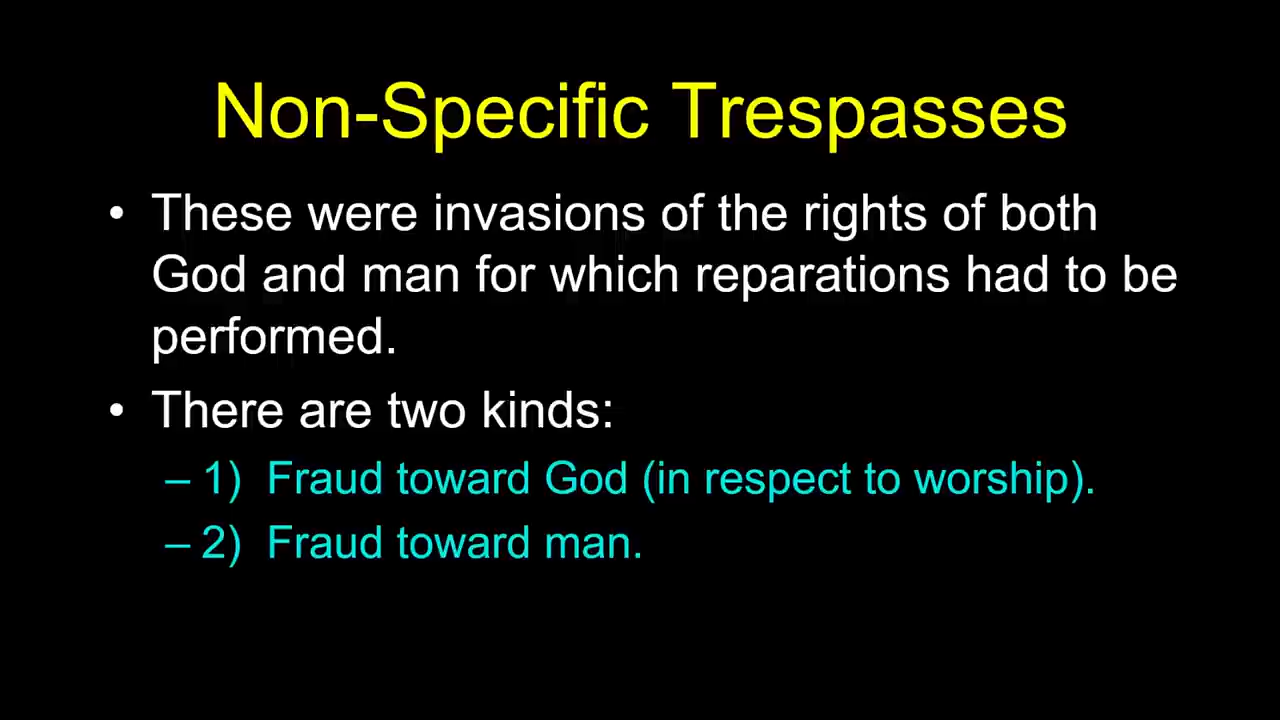 Non-Specific Trespasses
• These were invasions of the rights of both
God and man for which reparations had to be
performed.
• There are two kinds:
– 1) Fraud toward God (in respect to worship).
– 2) Fraud toward man.